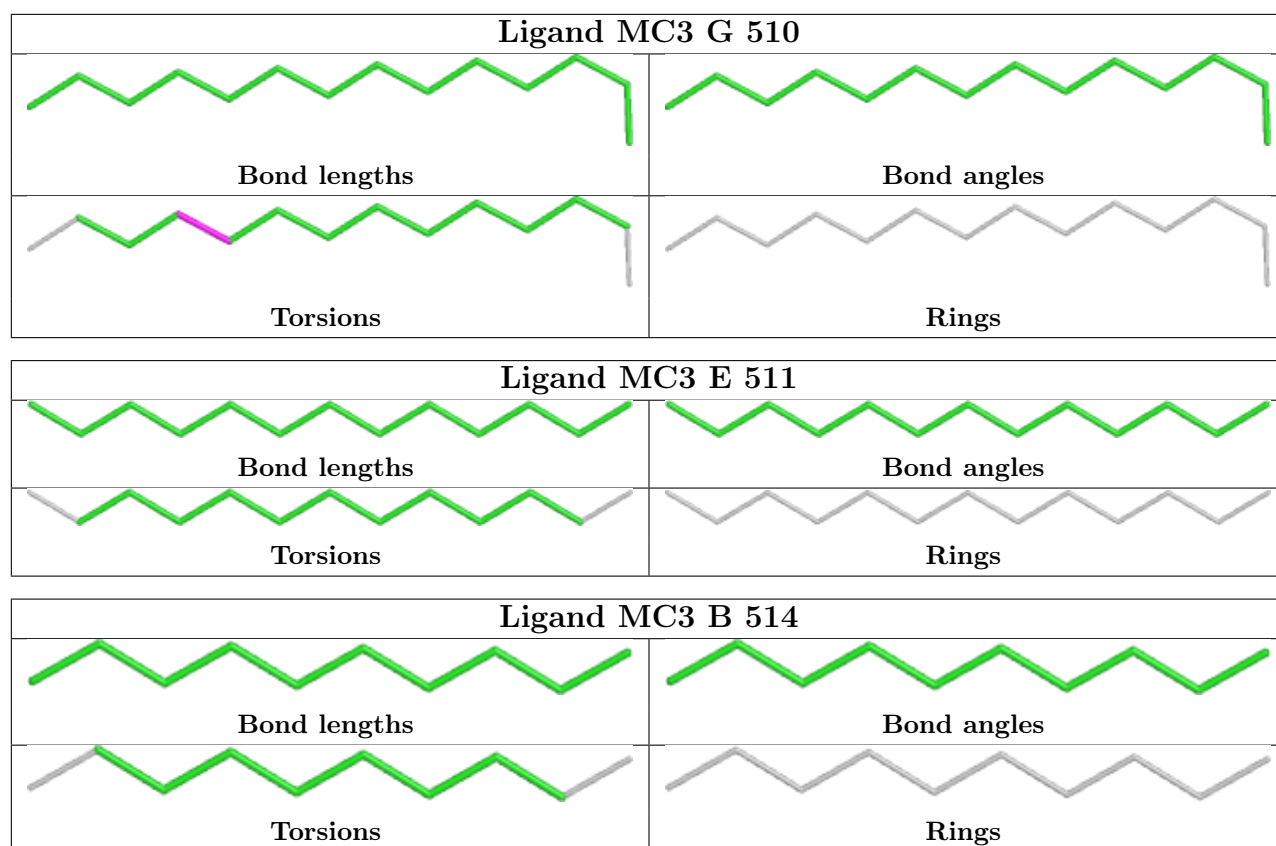 Ligand MC3 G 510
Bond lengths
Bond angles
Torsions
Rings
Ligand MC3 E 511
Bond lengths
Bond angles
Torsions
Rings
Ligand MC3 B 514
Bond lengths
Bond angles
Torsions
Rings